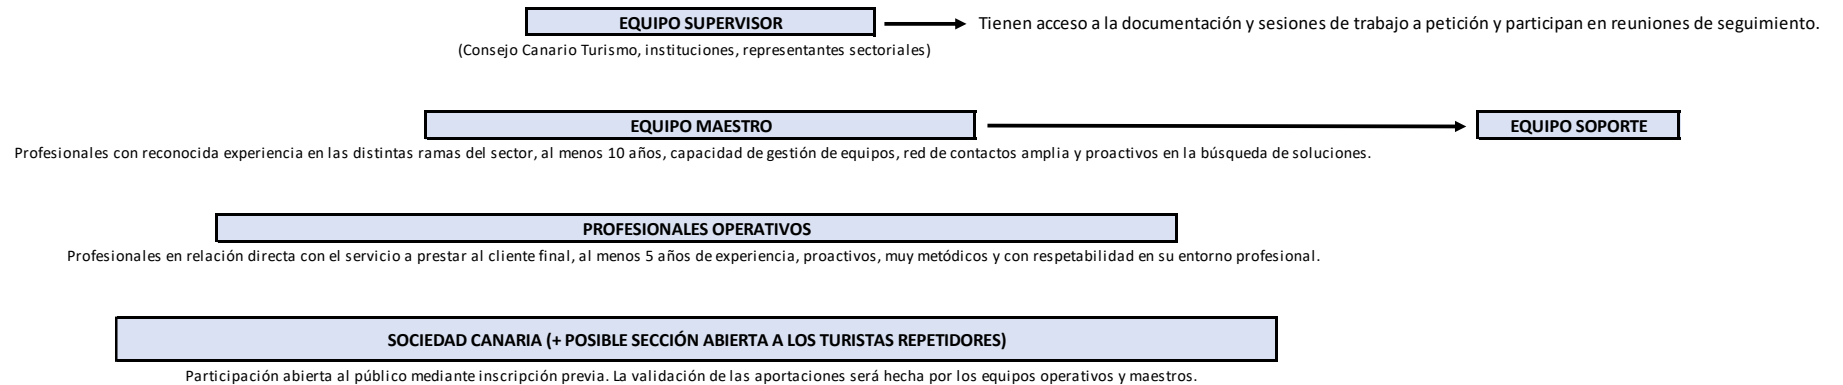 EQUIPO SUPERVISOR
Tienen acceso a la documentación y sesiones de trabajo a petición y participan en reuniones de seguimiento.
(Consejo Canario Turismo, instituciones, representantes sectoriales)
EQUIPO MAESTRO
EQUIPO SOPORTE
Profesionales con reconocida experiencia en las distintas ramas del sector, al menos 10 años, capacidad de gestión de equipos, red de contactos amplia y proactivos en la búsqueda de soluciones.
PROFESIONALES OPERATIVOS
Profesionales en relación directa con el servicio a prestar al cliente final, al menos 5 años de experiencia, proactivos, muy metódicos y con respetabilidad en su entorno profesional.
SOCIEDAD CANARIA (+ POSIBLE SECCIÓN ABIERTA A LOS TURISTAS REPETIDORES)
Participación abierta al público mediante inscripción previa. La validación de las aportaciones será hecha por los equipos operativos y maestros.